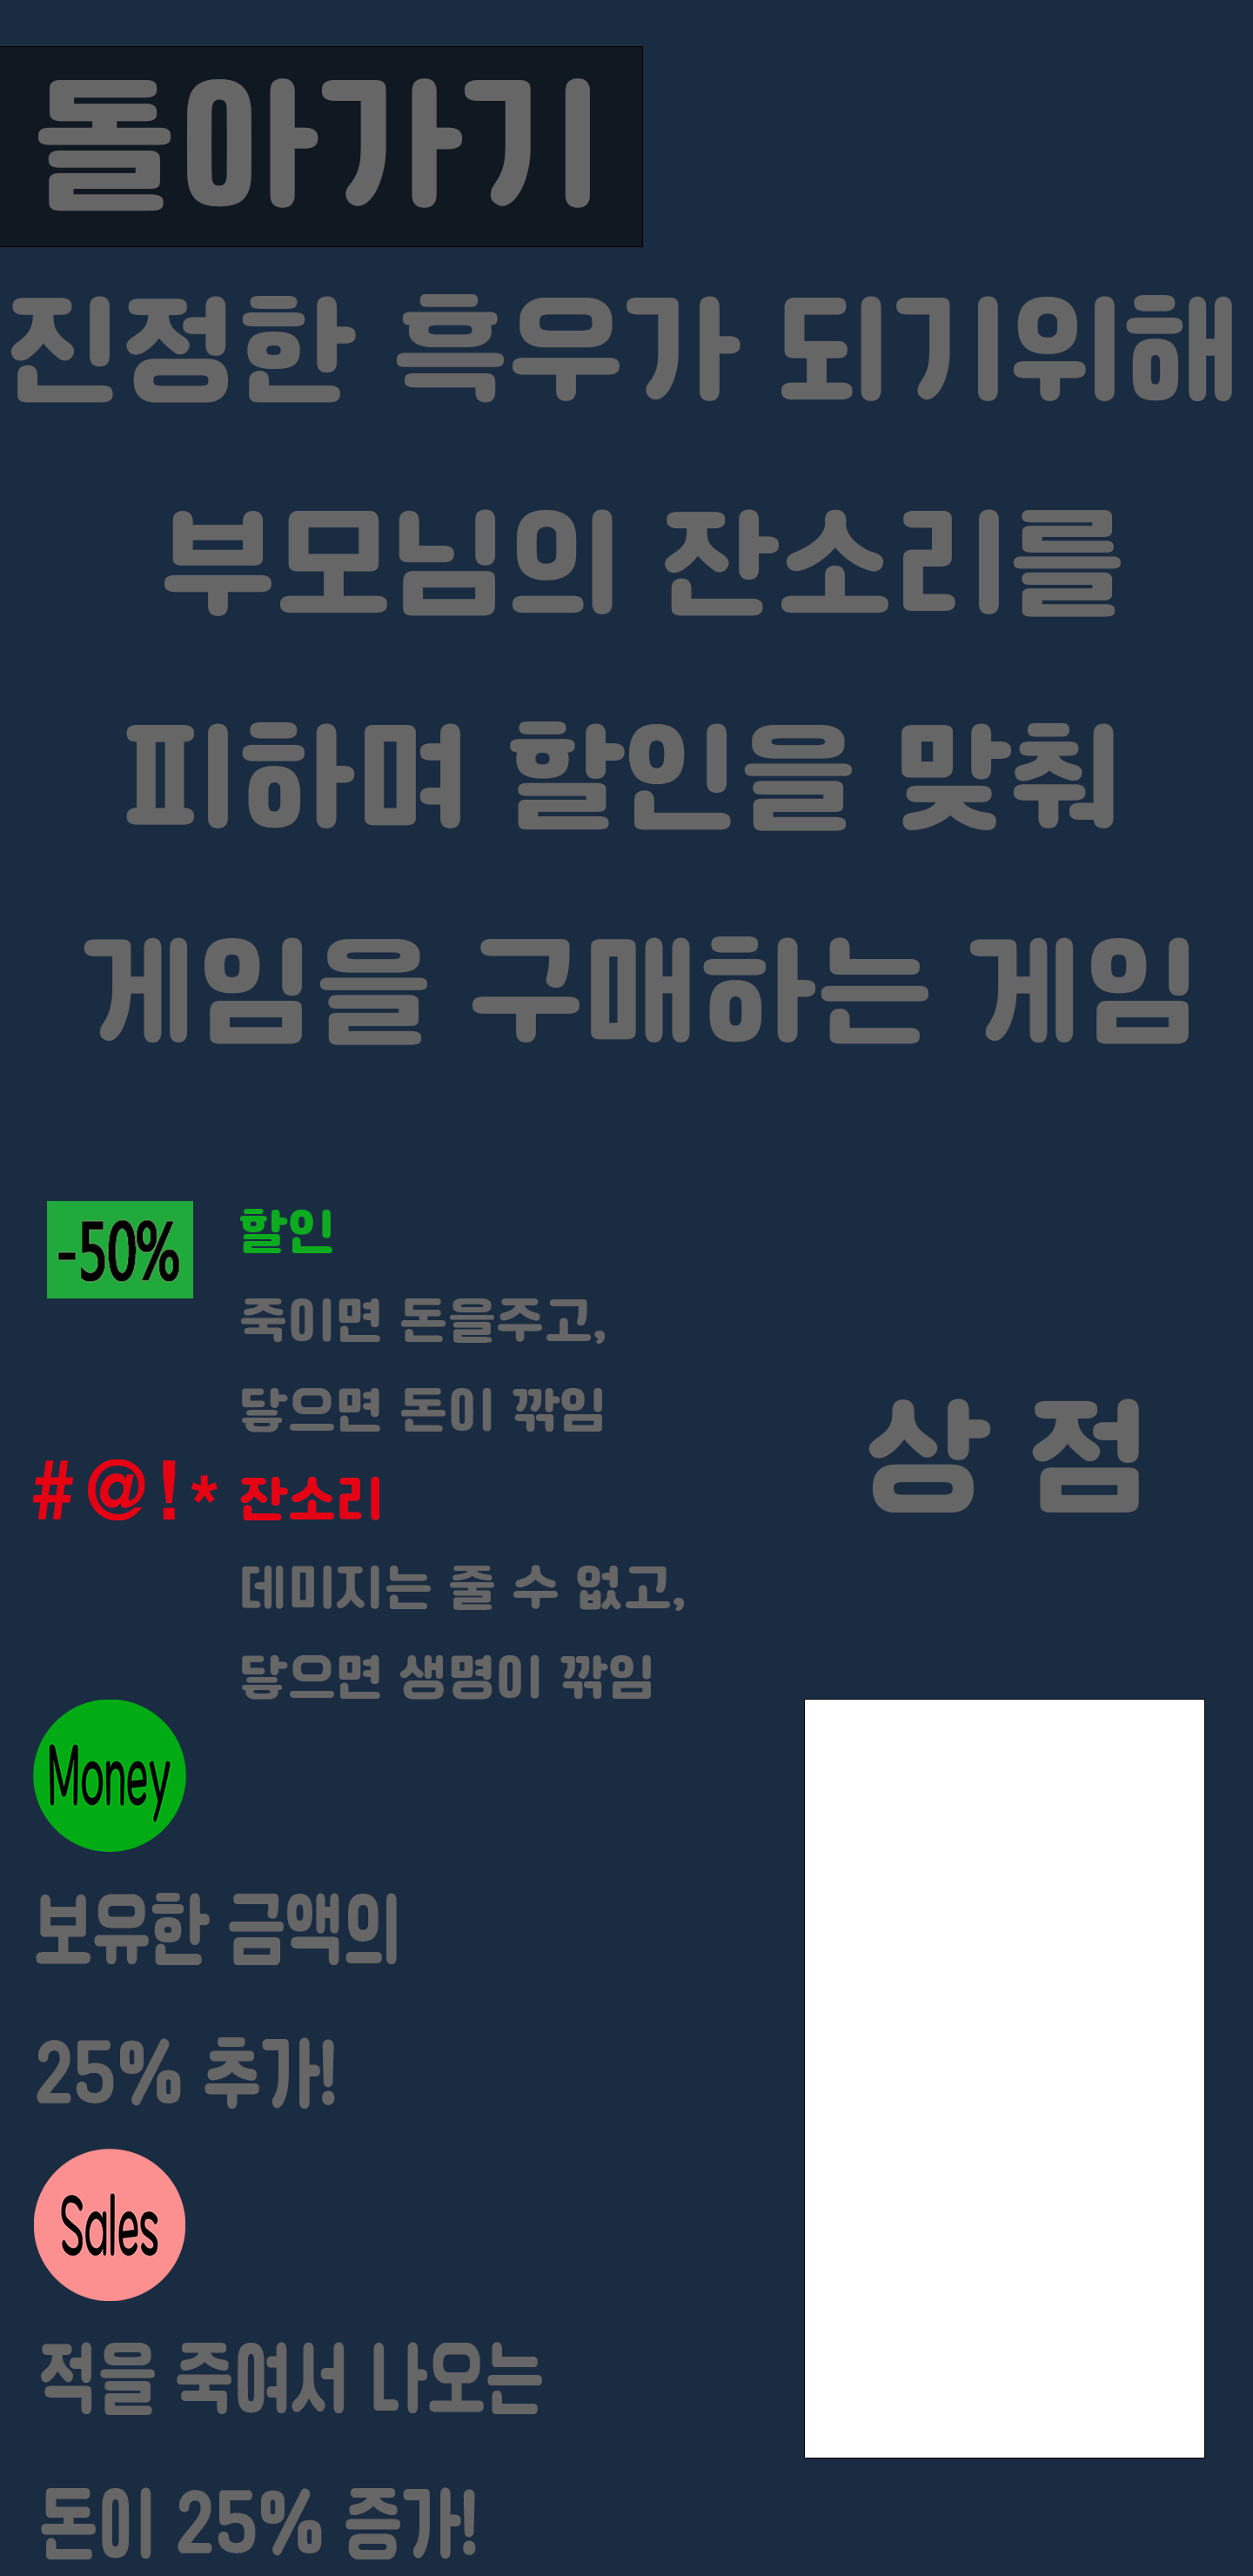 돌아가기
진정한 흑우가 되기위해
부모님의 잔소리를
피하며 할인을 맞춰
게임을 구매하는 게임
-50%
할인
죽이면 돈을주고,
닿으면 돈이 깎임
#@!*
잔소리
데미지는 줄 수 없고,
닿으면 생명이 깎임
상 점
Money
보유한 금액의
25% 추가!
Sales
적을 죽여서 나오는
돈이 25% 증가!